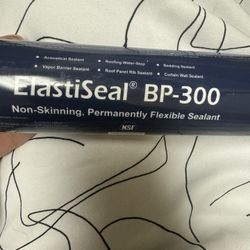 • Acoustical Sealant • Roofing Water-Stop • Bedding Sealant
• Vapor Barrier Sealant • Roof Panel Rib Sealant • Curtain Wall Sealant
ElastiSeal® BP-300
Non-Skinning, Permanently Flexible Sealant
NSF